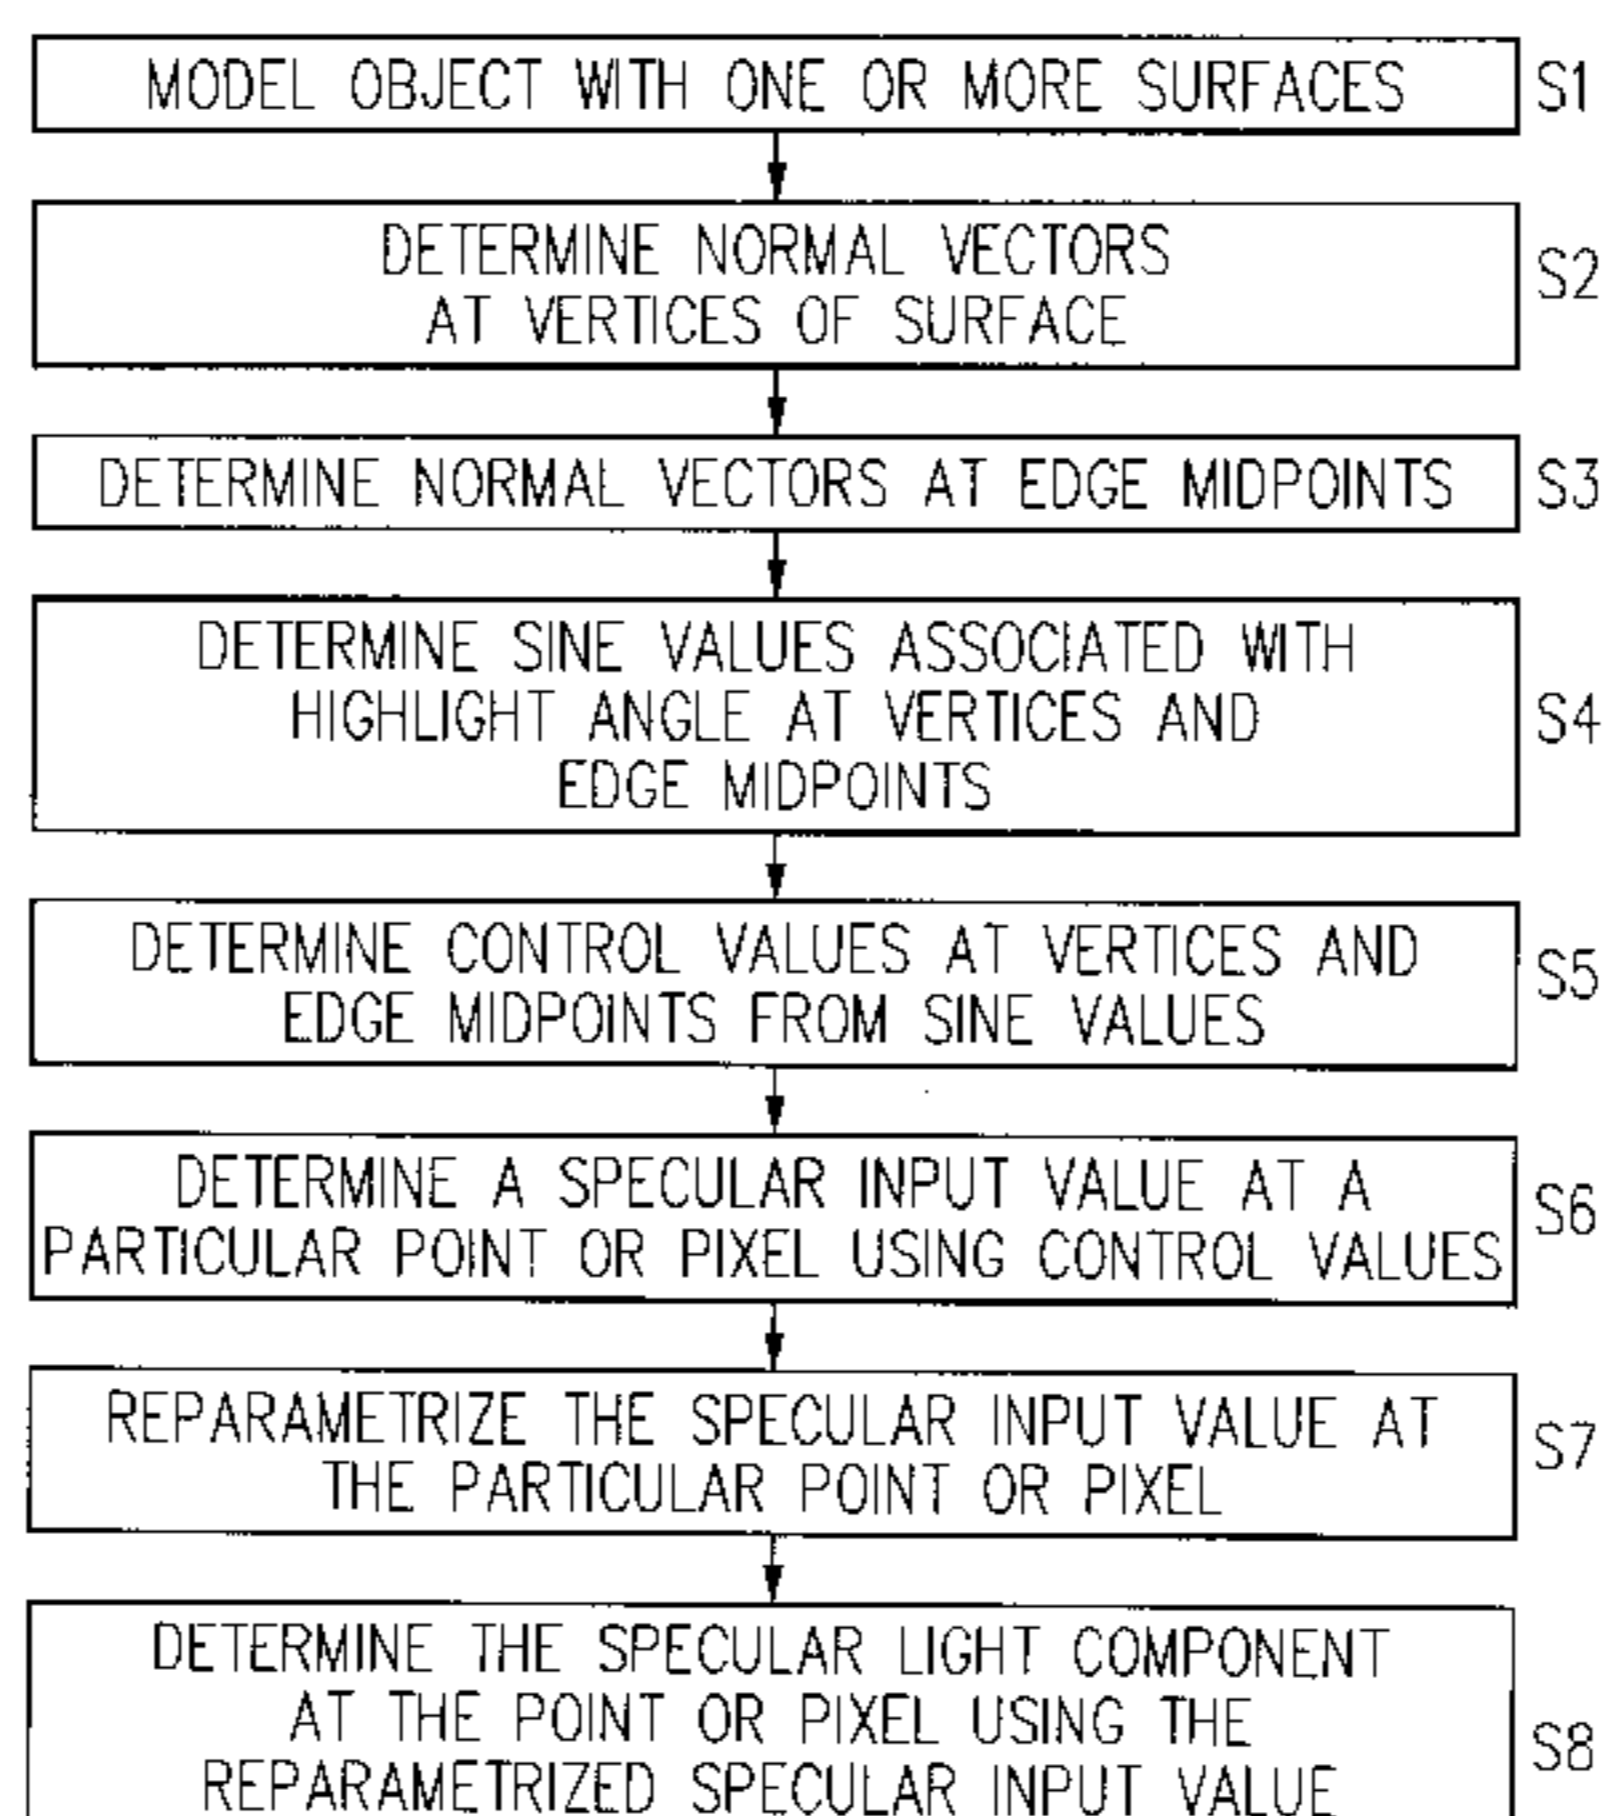 MODEL OBJECT WITH ONE OR MORE SURFACES S1
DETERMINE NORMAL VECTORS
AT VERTICES OF SURFACE
S2
DETERMINE NORMAL VECTORS AT EDGE MIDPOINTS S3
DETERMINE SINE VALUES ASSOCIATED WITH
HIGHLIGHT ANGLE AT VERTICES AND
EDGE MIDPOINTS
S4
DETERMINE CONTROL VALUES AT VERTICES AND
EDGE MIDPOINTS FROM SINE VALUES
S5
DETERMINE A SPECULAR INPUT VALUE AT A
PARTICULAR POINT OR PIXEL USING CONTROL VALUES
S6
REPARAMETRIZE THE SPECULAR INPUT VALUE AT
THE PARTICULAR POINT OR PIXEL
S7
DETERMINE THE SPECULAR LIGHT COMPONENT
AT THE POINT OR PIXEL USING THE
REPARAMETRIZED SPECULAR INPUT VALUE
S8